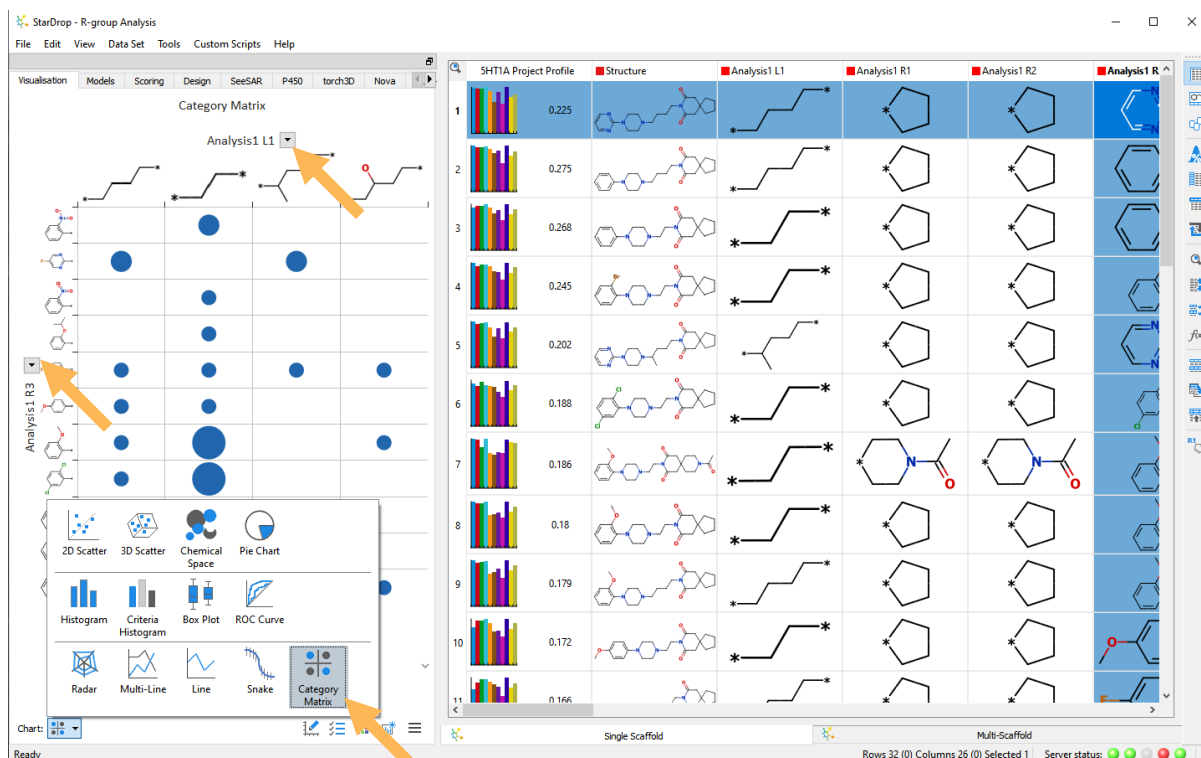 StarDrop - R-group Analysis
File Edit View Data Set Tools Custom Scripts Help
Visualisation Models Scoring Design SeeSAR P450 torch3D Nova
Category Matrix
Analysis1 L1
Analysis1 R3
2D Scatter 3D Scatter Chemical Space Pie Chart
Histogram Criteria Histogram Box Plot ROC Curve
Radar Multi-Line Line Snake Category Matrix
Chart:
Ready
5HT1A Project Profile Structure Analysis1 L1 Analysis1 R1 Analysis1 R2 Analysis1 R
1 0.225
2 0.275
3 0.268
4 0.245
5 0.202
6 0.188
7 0.186
8 0.18
9 0.179
10 0.172
11 0.166
Single Scaffold Multi-Scaffold
Rows 32 (0) Columns 26 (0) Selected 1 Server status: